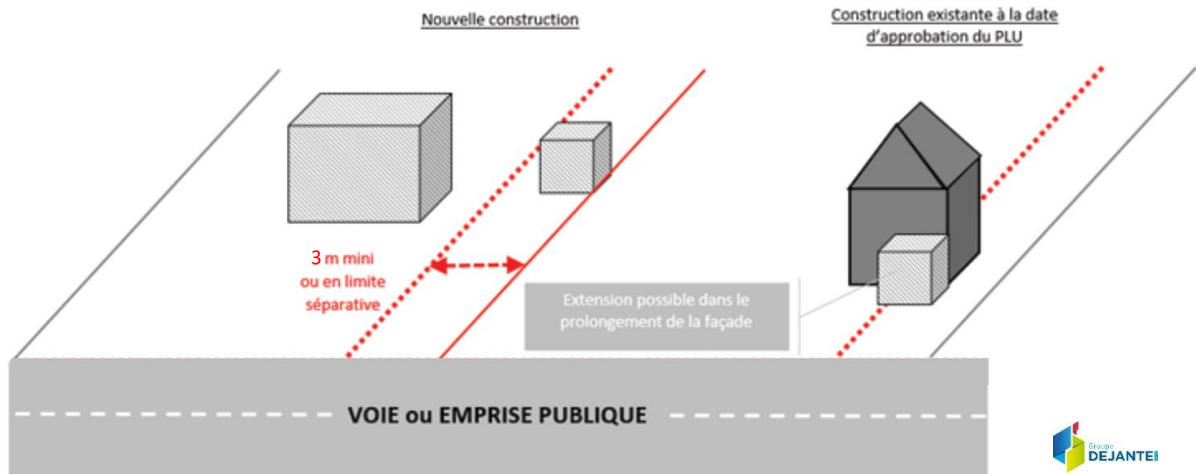 Nouvelle construction
Construction existante à la date
d'approbation du PLU
3 m mini
ou en limite
séparative
Extension possible dans le
prolongement de la façade
VOIE ou EMPRISE PUBLIQUE
Groupe
DEJANTE